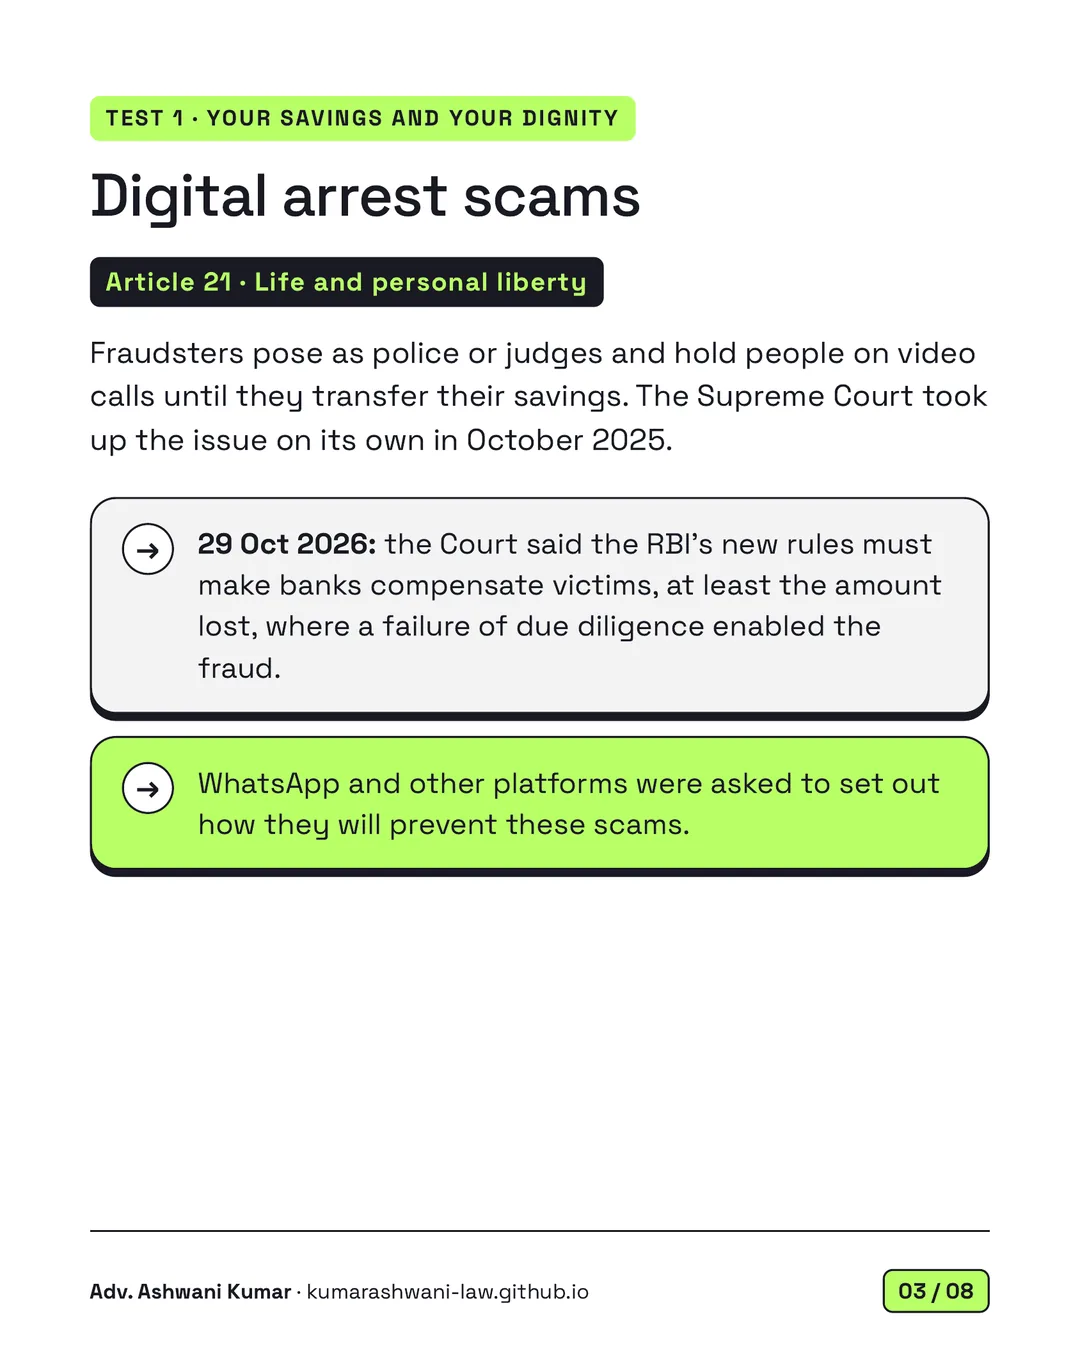 TEST 1 · YOUR SAVINGS AND YOUR DIGNITY
Digital arrest scams
Article 21 · Life and personal liberty
Fraudsters pose as police or judges and hold people on video
calls until they transfer their savings. The Supreme Court took
up the issue on its own in October 2025.
→ 29 Oct 2026: the Court said the RBI's new rules must
make banks compensate victims, at least the amount
lost, where a failure of due diligence enabled the
fraud.
→ WhatsApp and other platforms were asked to set out
how they will prevent these scams.
Adv. Ashwani Kumar · kumarashwani-law.github.io
03 / 08